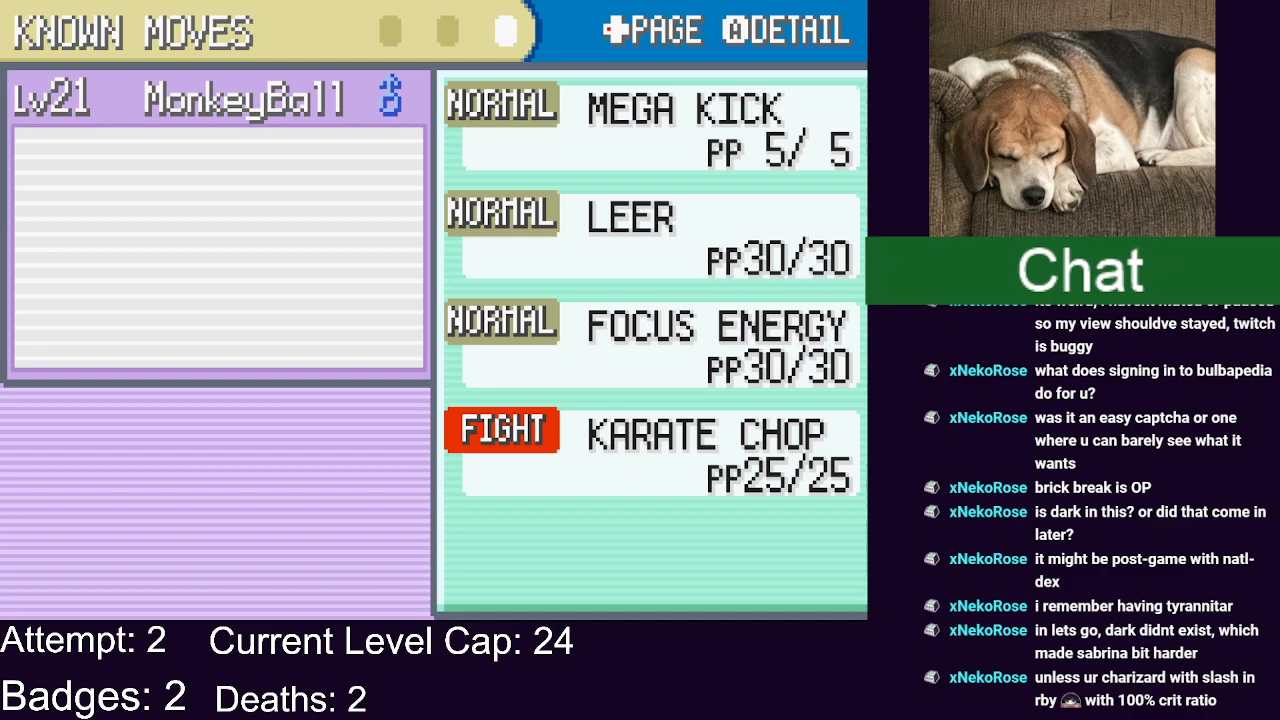 KNOWN MOVES
PAGE ADETAIL
Lv21 MonkeyBall ♂
NORMAL MEGA KICK
PP 5/ 5
NORMAL LEER
PP30/30
NORMAL FOCUS ENERGY
PP30/30
FIGHT KARATE CHOP
PP25/25
Attempt: 2 Current Level Cap: 24
Badges: 2 Deaths: 2
Chat
so my view shouldve stayed, twitch
is buggy
xNekoRose what does signing in to bulbapedia
do for u?
xNekoRose was it an easy captcha or one
where u can barely see what it
wants
xNekoRose brick break is OP
xNekoRose is dark in this? or did that come in
later?
xNekoRose it might be post-game with natl-
dex
xNekoRose i remember having tyrannitar
xNekoRose in lets go, dark didnt exist, which
made sabrina bit harder
xNekoRose unless ur charizard with slash in
rby with 100% crit ratio